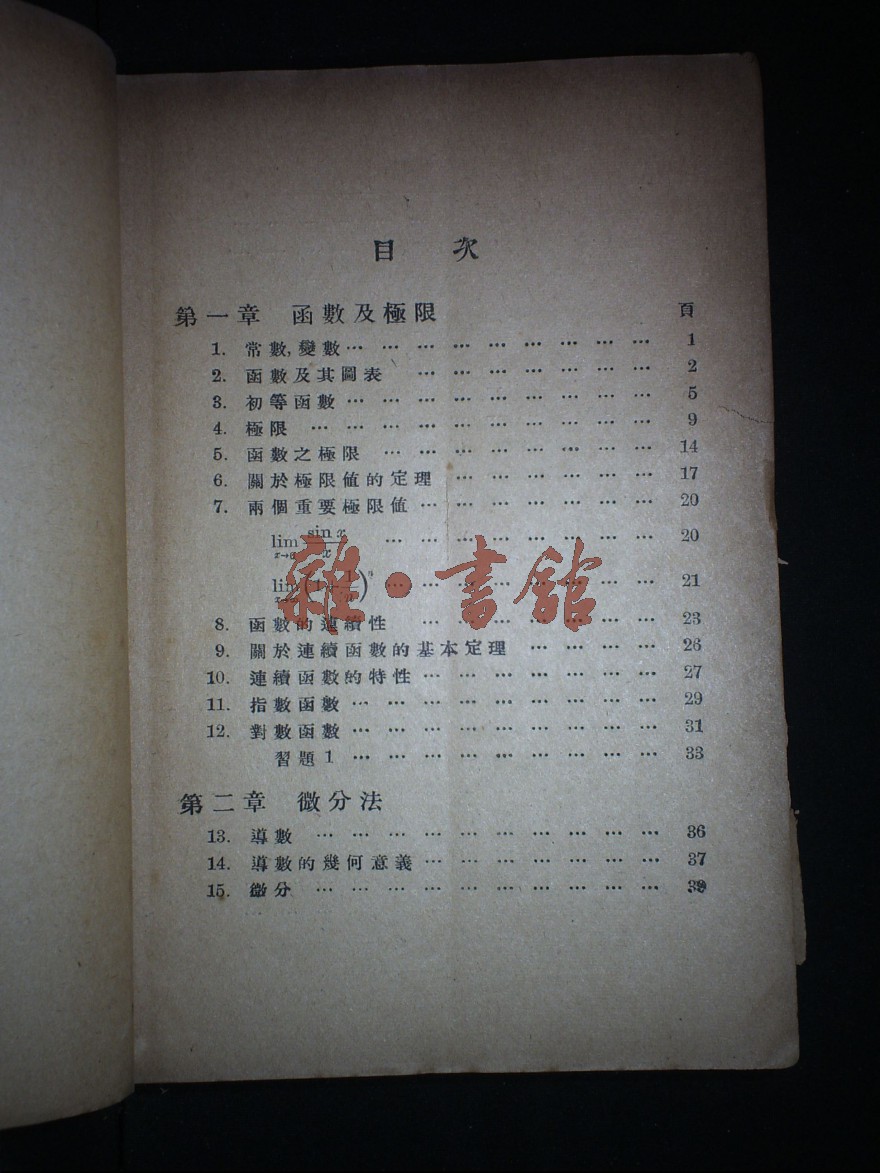 目 次
第一章 函數及極限 頁
1. 常數,變數… … … … … … … … … 1
2. 函數及其圖表 … … … … … … … 2
3. 初等函數… … … … … … … … … 5
4. 極限 … … … … … … … … … … 9
5. 函數之極限 … … … … … … … … 14
6. 關於極限値的定理 … … … … … … 17
7. 兩個重要極限値… … … … … … … 20
lim sin x … … … … … … … … 20
lim … … … … … … … … 21
8. 函數的連續性 … … … … … … … 23
9. 關於連續函數的基本定理 … … … … 26
10. 連續函數的特性… … … … … … … 27
11. 指數函數… … … … … … … … … 29
12. 對數函數… … … … … … … … … 31
習題 1 … … … … … … … … … 33
第二章 微分法
13. 導數 … … … … … … … … … … 36
14. 導數的幾何意義… … … … … … … 37
15. 微分 … … … … … … … … … … 39
雜·書館